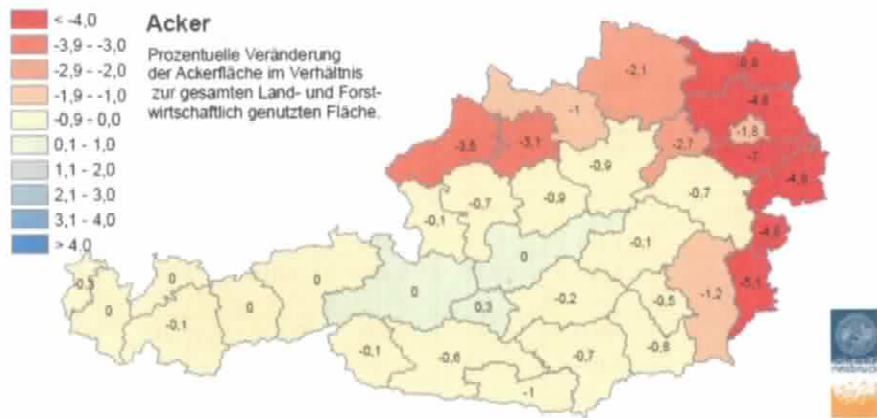 < -4,0
-3,9 - -3,0
-2,9 - -2,0
-1,9 - -1,0
-0,9 - 0,0
0,1 - 1,0
1,1 - 2,0
2,1 - 3,0
3,1 - 4,0
> 4,0
Acker
Prozentuelle Veränderung
der Ackerfläche im Verhältnis
zur gesamten Land- und Forst-
wirtschaftlich genutzten Fläche.
-2,1
-4,8
-1
-1,8
-3,5
-3,1
-2,7
-7
-0,9
-4,9
-0,7
-0,9
-0,7
-0,1
-4,8
-0,1
0
0
0
0
-5,1
-0,3
0
0
0,3
-0,2
-0,5
-1,2
-0,1
-0,1
-0,6
-0,7
-0,8
-1